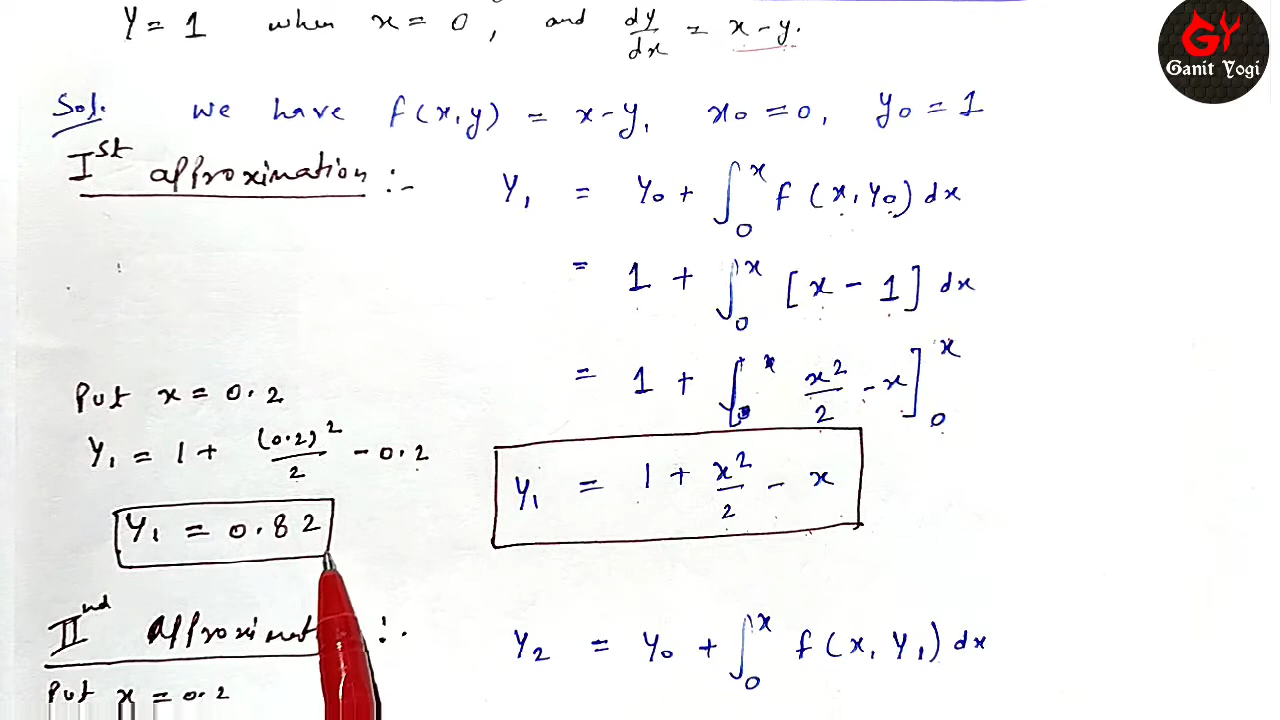 Y = 1 when x = 0, and dy/dx = x - y.
GY
Ganit Yogi
Sol. We have f(x,y) = x-y, x0 = 0, y0 = 1
Ist approximation :-
Y1 = Y0 + ∫₀ˣ f(x, Y0) dx
= 1 + ∫₀ˣ [x - 1] dx
= 1 + ∫₀ˣ x²/2 - x]₀ˣ
Y1 = 1 + x²/2 - x
Put x = 0.2
Y1 = 1 + (0.2)²/2 - 0.2
Y1 = 0.82
IInd approximat :-
Y2 = Y0 + ∫₀ˣ f(x, Y1) dx
Put x = 0.2